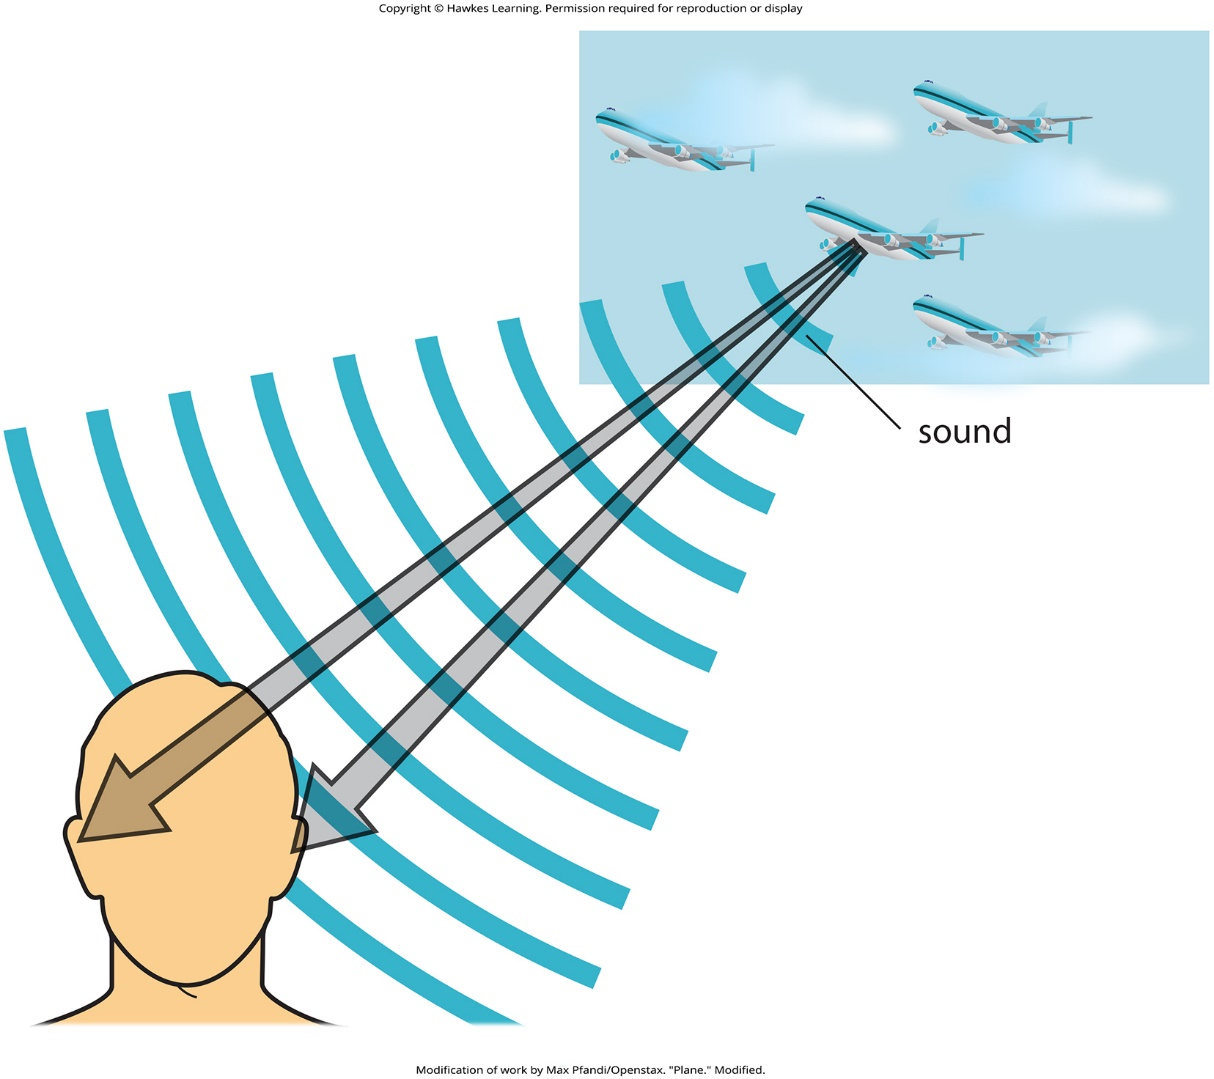 Copyright © Hawkes Learning. Permission required for reproduction or display
sound
Modification of work by Max Pfandi/Openstax. "Plane." Modified.